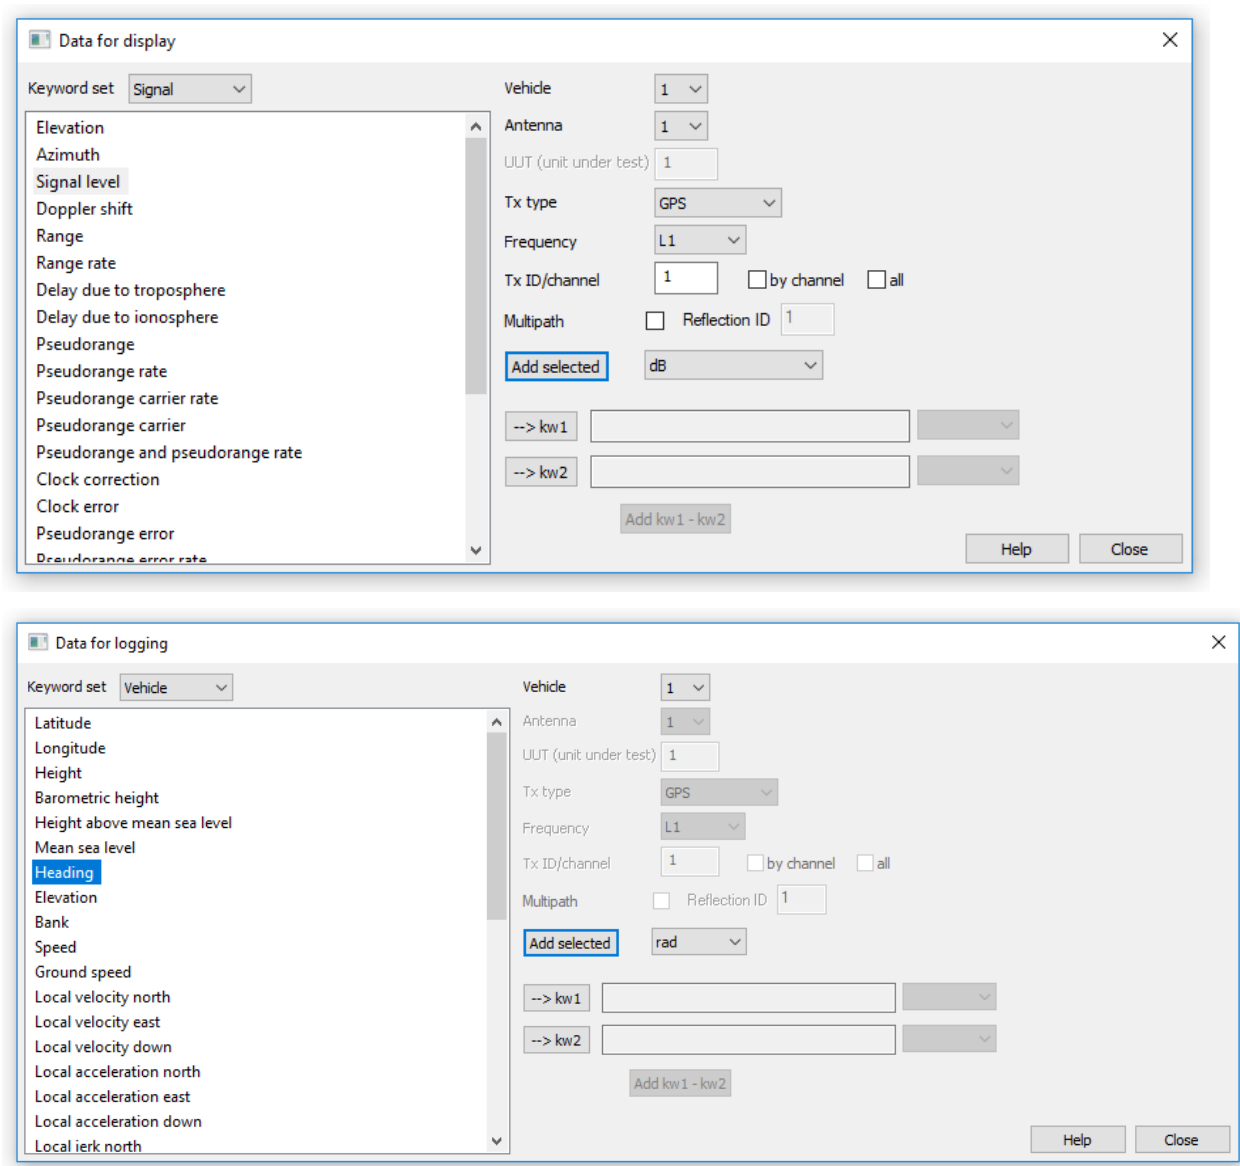 Data for display
Keyword set Signal
Elevation
Azimuth
Signal level
Doppler shift
Range
Range rate
Delay due to troposphere
Delay due to ionosphere
Pseudorange
Pseudorange rate
Pseudorange carrier rate
Pseudorange carrier
Pseudorange and pseudorange rate
Clock correction
Clock error
Pseudorange error
Pseudorange error rate
Vehicle 1
Antenna 1
UUT (unit under test) 1
Tx type GPS
Frequency L1
Tx ID/channel 1 by channel all
Multipath Reflection ID 1
Add selected dB
--> kw1
--> kw2
Add kw1 - kw2
Help Close
Data for logging
Keyword set Vehicle
Latitude
Longitude
Height
Barometric height
Height above mean sea level
Mean sea level
Heading
Elevation
Bank
Speed
Ground speed
Local velocity north
Local velocity east
Local velocity down
Local acceleration north
Local acceleration east
Local acceleration down
Local jerk north
Vehicle 1
Antenna 1
UUT (unit under test) 1
Tx type GPS
Frequency L1
Tx ID/channel 1 by channel all
Multipath Reflection ID 1
Add selected rad
--> kw1
--> kw2
Add kw1 - kw2
Help Close